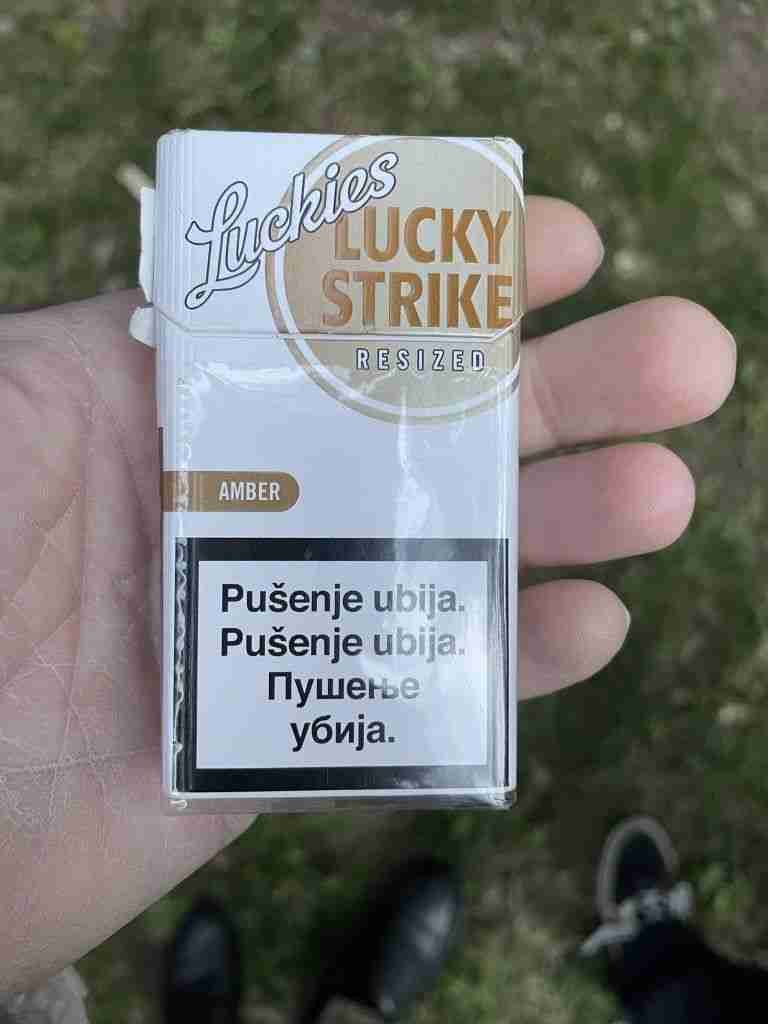 Luckies
LUCKY
STRIKE
RESIZED
AMBER
Pušenje ubija.
Pušenje ubija.
Пушење
убија.